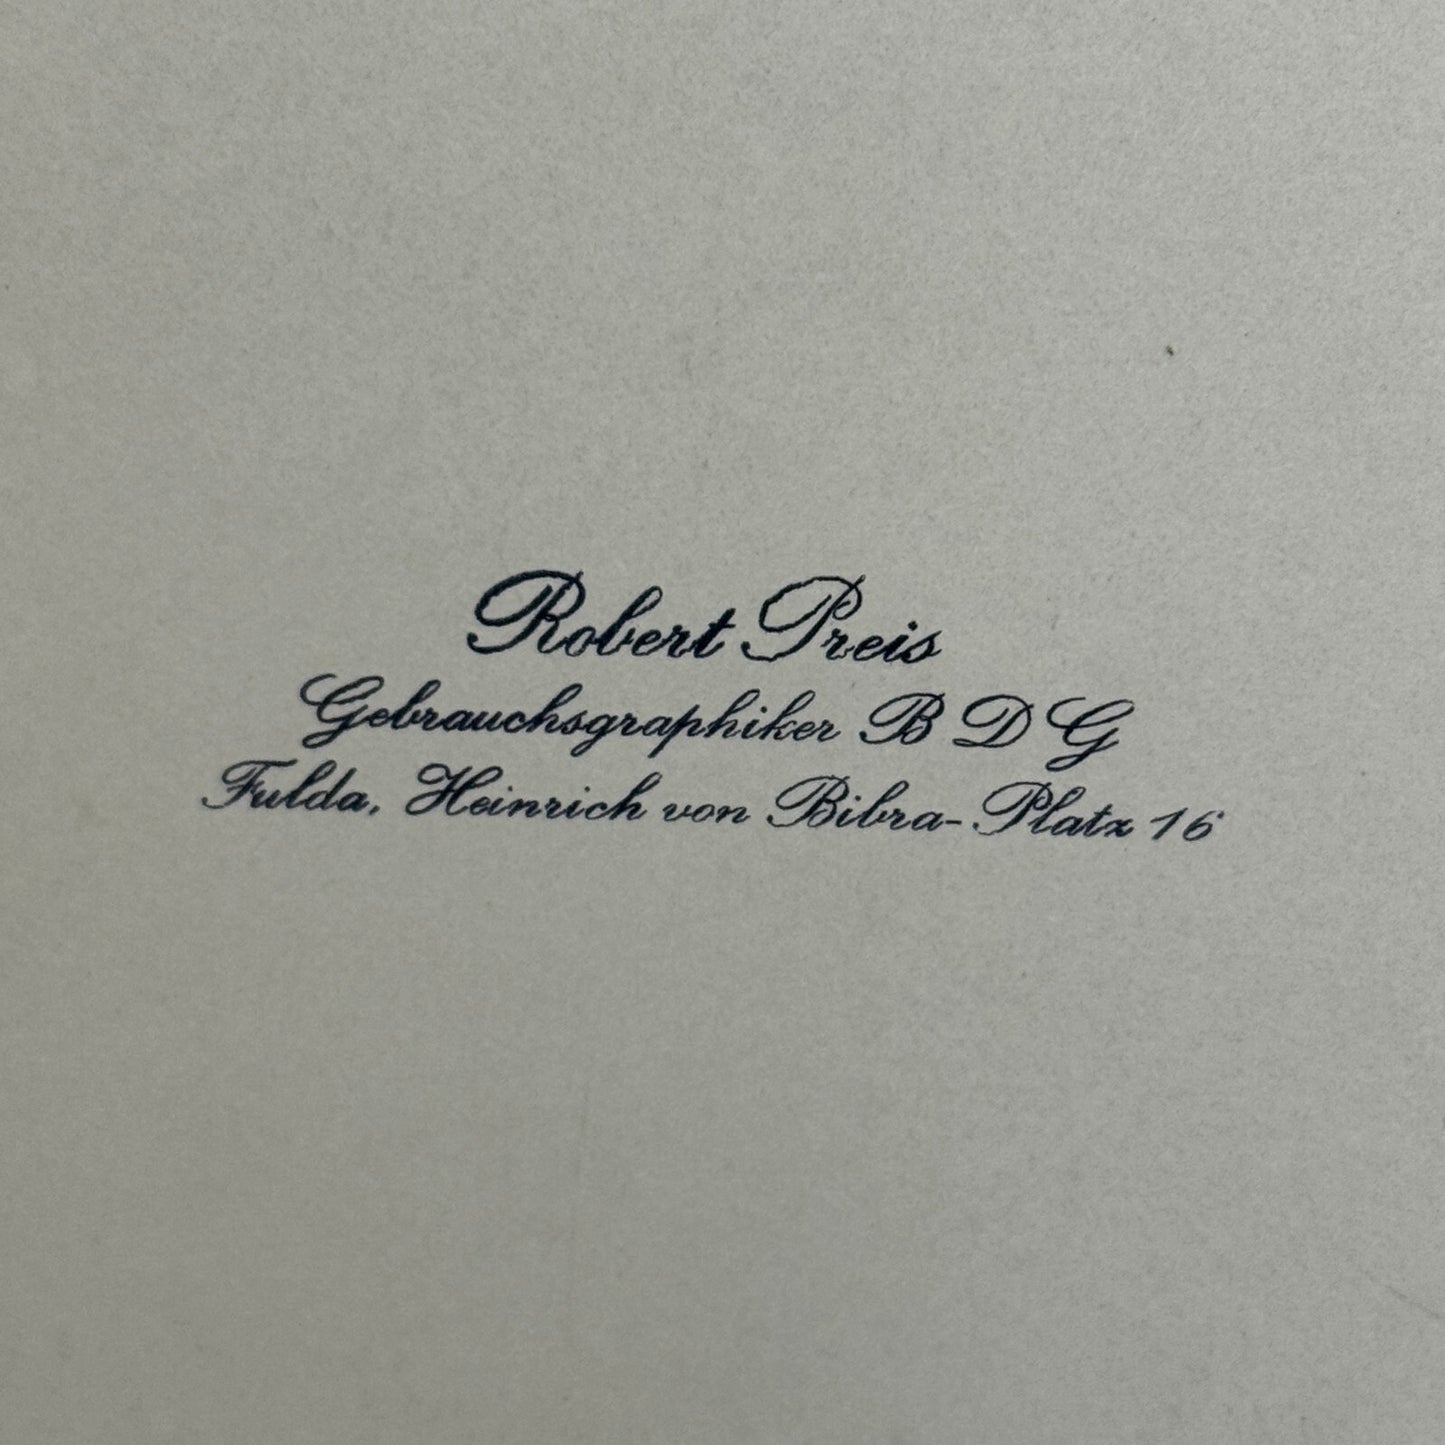 Robert Preis
Gebrauchsgraphiker B D G
Fulda, Heinrich von Bibra-Platz 16